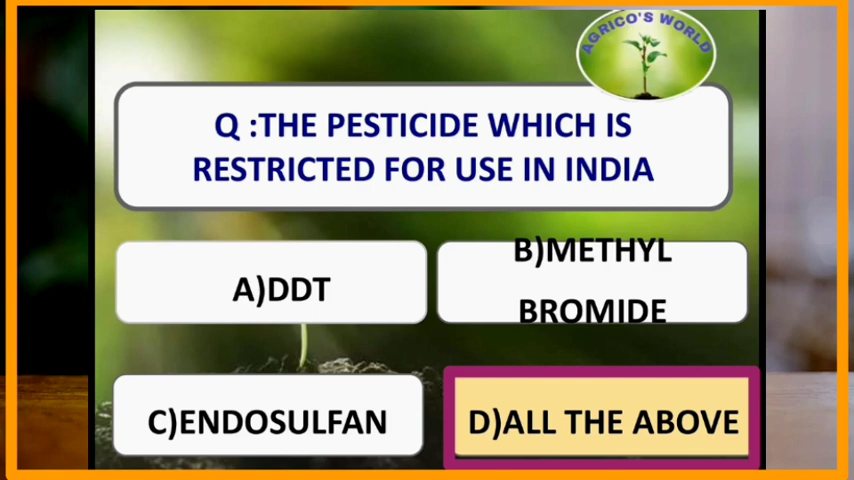 AGRICO'S WORLD
Q :THE PESTICIDE WHICH IS
RESTRICTED FOR USE IN INDIA
A)DDT
B)METHYL
BROMIDE
C)ENDOSULFAN
D)ALL THE ABOVE